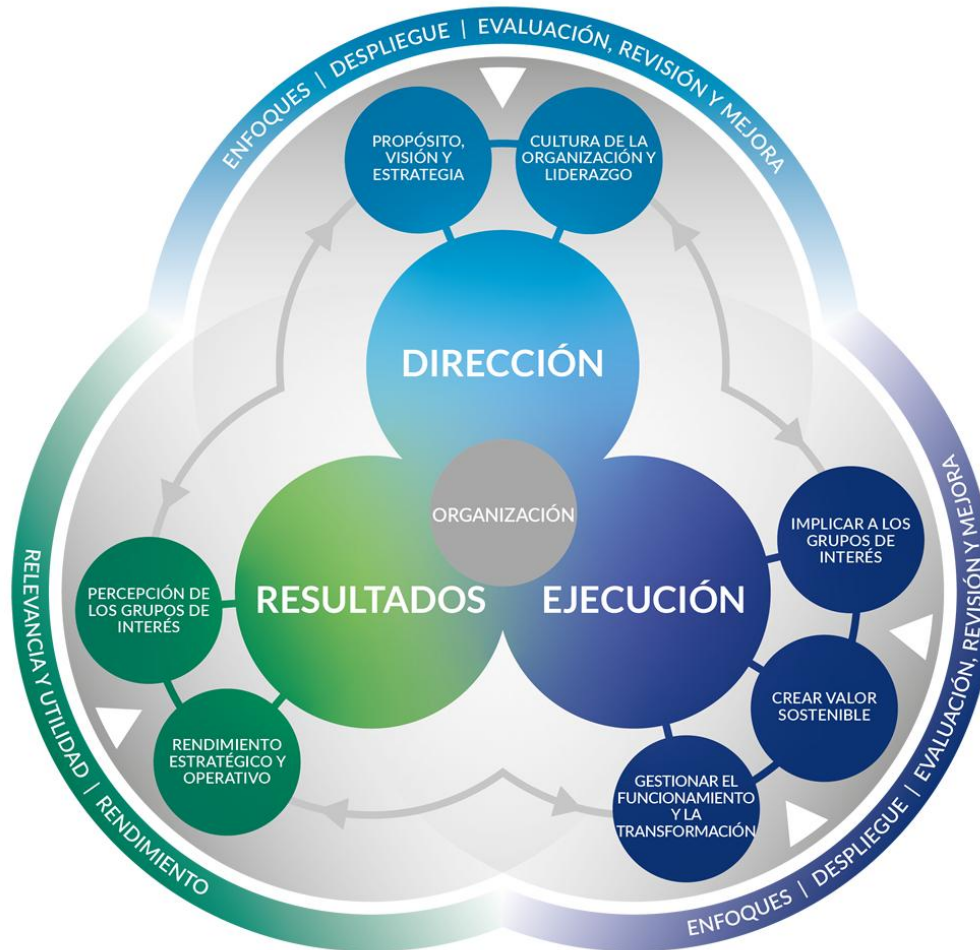 ENFOQUES | DESPLIEGUE | EVALUACIÓN, REVISIÓN Y MEJORA
PROPÓSITO,
VISIÓN Y
ESTRATEGIA
CULTURA DE LA
ORGANIZACIÓN Y
LIDERAZGO
DIRECCIÓN
ORGANIZACIÓN
RESULTADOS
EJECUCIÓN
IMPLICAR A LOS
GRUPOS DE
INTERÉS
CREAR VALOR
SOSTENIBLE
GESTIONAR EL
FUNCIONAMIENTO
Y LA
TRANSFORMACIÓN
ENFOQUES | DESPLIEGUE | EVALUACIÓN, REVISIÓN Y MEJORA
PERCEPCIÓN DE
LOS GRUPOS DE
INTERÉS
RENDIMIENTO
ESTRATÉGICO Y
OPERATIVO
RELEVANCIA Y UTILIDAD | RENDIMIENTO